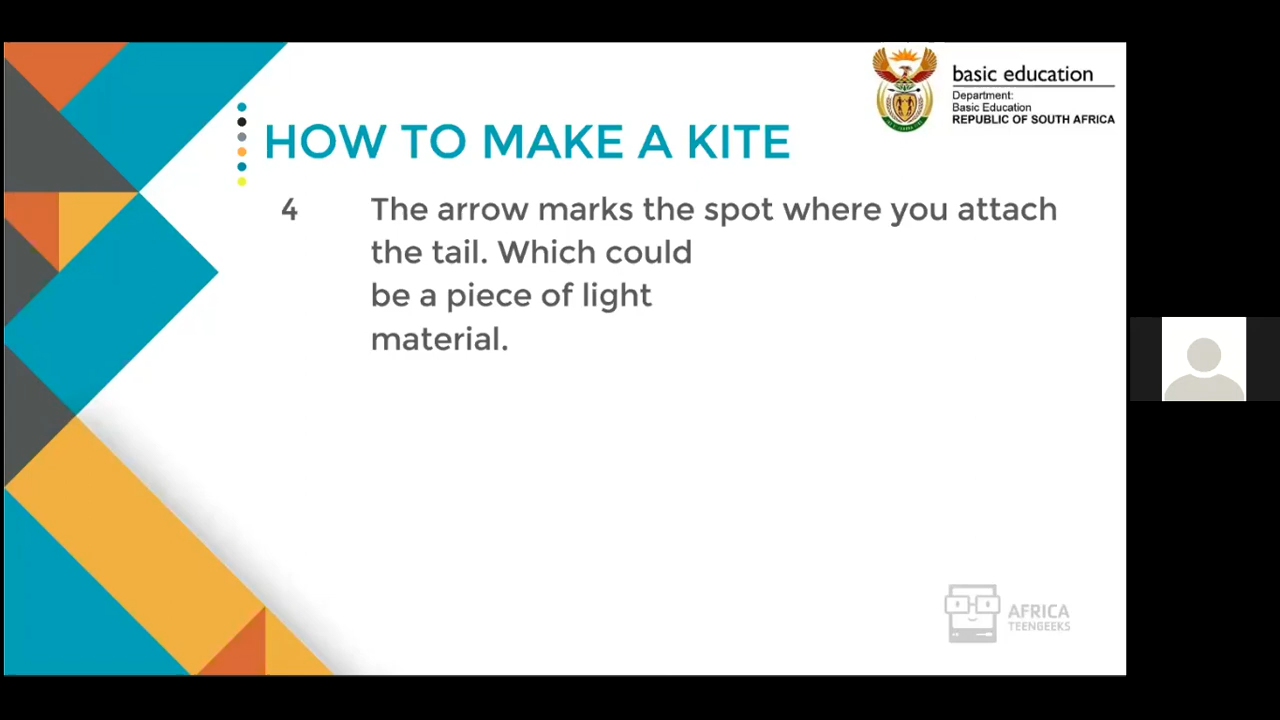 basic education
Department:
Basic Education
REPUBLIC OF SOUTH AFRICA
HOW TO MAKE A KITE
4 The arrow marks the spot where you attach
the tail. Which could
be a piece of light
material.
AFRICA
TEENGEEKS